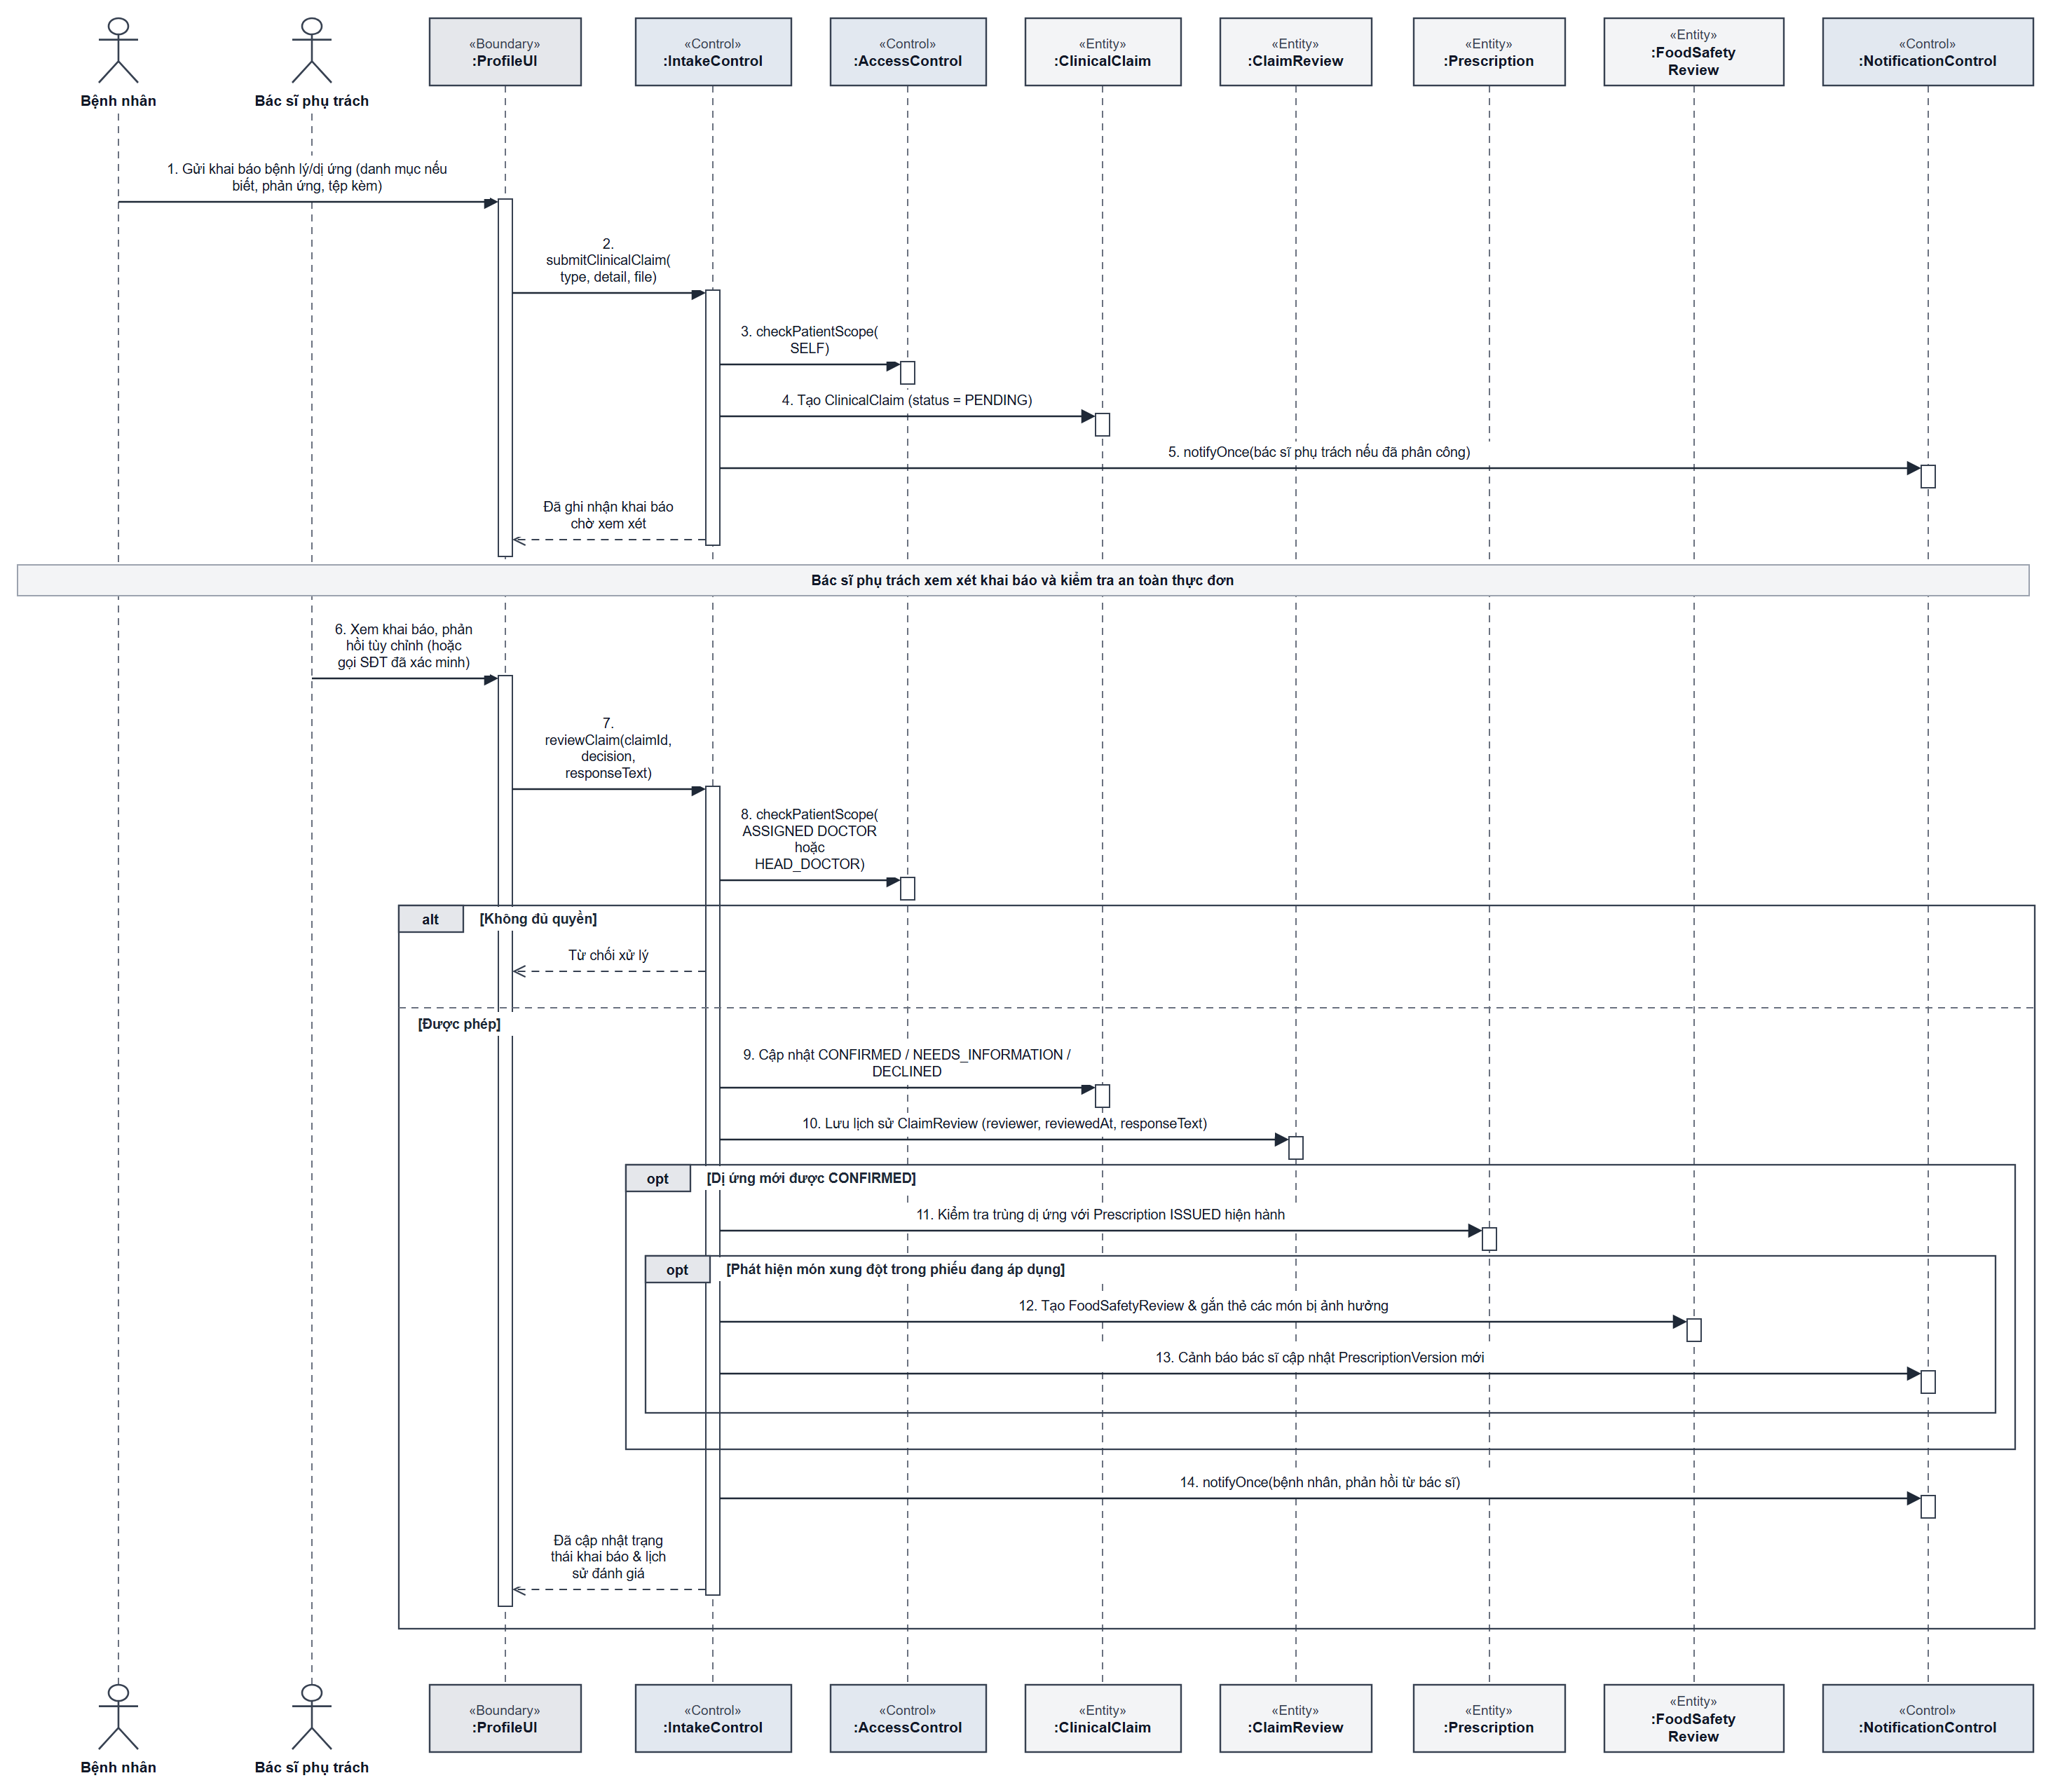 Bệnh nhân
Bác sĩ phụ trách
«Boundary»
:ProfileUI
«Control»
:IntakeControl
«Control»
:AccessControl
«Entity»
:ClinicalClaim
«Entity»
:ClaimReview
«Entity»
:Prescription
«Entity»
:FoodSafety
Review
«Control»
:NotificationControl
1. Gửi khai báo bệnh lý/dị ứng (danh mục nếu
biết, phản ứng, tệp kèm)
2.
submitClinicalClaim(
type, detail, file)
3. checkPatientScope(
SELF)
4. Tạo ClinicalClaim (status = PENDING)
5. notifyOnce(bác sĩ phụ trách nếu đã phân công)
Đã ghi nhận khai báo
chờ xem xét
Bác sĩ phụ trách xem xét khai báo và kiểm tra an toàn thực đơn
6. Xem khai báo, phản
hồi tùy chỉnh (hoặc
gọi SĐT đã xác minh)
7.
reviewClaim(claimId,
decision,
responseText)
8. checkPatientScope(
ASSIGNED DOCTOR
hoặc
HEAD_DOCTOR)
alt
[Không đủ quyền]
Từ chối xử lý
[Được phép]
9. Cập nhật CONFIRMED / NEEDS_INFORMATION /
DECLINED
10. Lưu lịch sử ClaimReview (reviewer, reviewedAt, responseText)
opt
[Dị ứng mới được CONFIRMED]
11. Kiểm tra trùng dị ứng với Prescription ISSUED hiện hành
opt
[Phát hiện món xung đột trong phiếu đang áp dụng]
12. Tạo FoodSafetyReview & gắn thẻ các món bị ảnh hưởng
13. Cảnh báo bác sĩ cập nhật PrescriptionVersion mới
14. notifyOnce(bệnh nhân, phản hồi từ bác sĩ)
Đã cập nhật trạng
thái khai báo & lịch
sử đánh giá
Bệnh nhân
Bác sĩ phụ trách
«Boundary»
:ProfileUI
«Control»
:IntakeControl
«Control»
:AccessControl
«Entity»
:ClinicalClaim
«Entity»
:ClaimReview
«Entity»
:Prescription
«Entity»
:FoodSafety
Review
«Control»
:NotificationControl